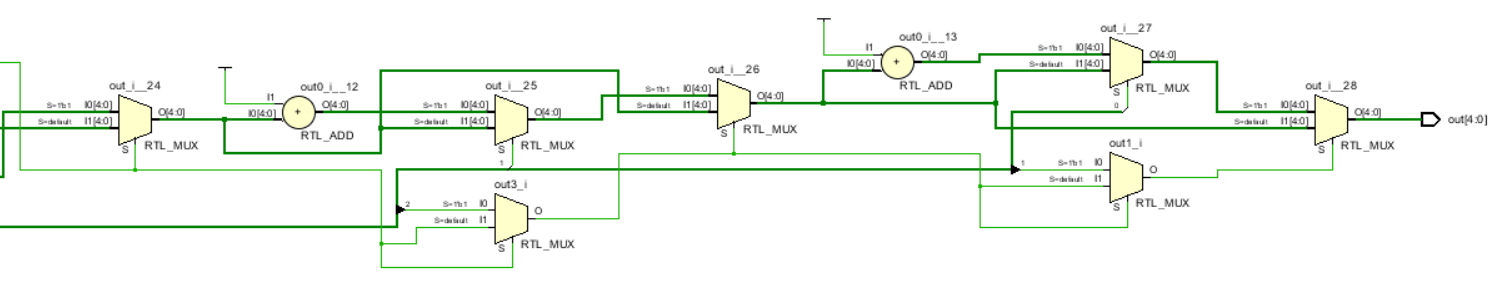 out_i__24
S=1'b1 I0[4:0]
S=default I1[4:0]
O[4:0]
S
RTL_MUX
out0_i__12
I1
I0[4:0]
O[4:0]
+
RTL_ADD
out_i__25
S=1'b1 I0[4:0]
S=default I1[4:0]
O[4:0]
S
RTL_MUX
1
out3_i
2
S=1'b1 I0
S=default I1
O
S
RTL_MUX
out_i__26
S=1'b1 I0[4:0]
S=default I1[4:0]
O[4:0]
S
RTL_MUX
out0_i__13
I1
I0[4:0]
O[4:0]
+
RTL_ADD
out_i__27
S=1'b1 I0[4:0]
S=default I1[4:0]
O[4:0]
S
RTL_MUX
0
out1_i
1
S=1'b1 I0
S=default I1
O
S
RTL_MUX
out_i__28
S=1'b1 I0[4:0]
S=default I1[4:0]
O[4:0]
S
RTL_MUX
out[4:0]